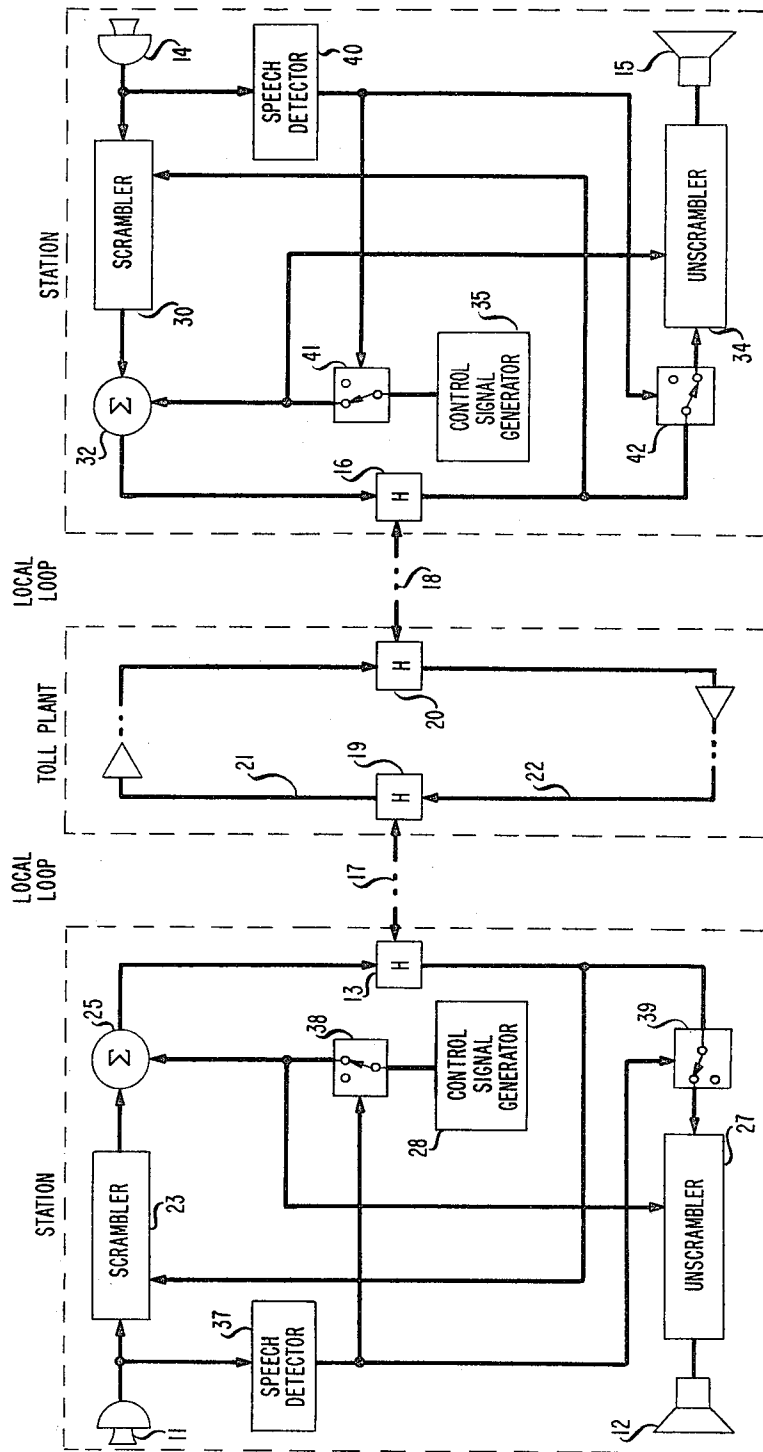 STATION
LOCAL LOOP
TOLL PLANT
LOCAL LOOP
STATION
11
SCRAMBLER
23
Σ
25
SPEECH DETECTOR
37
38
CONTROL SIGNAL GENERATOR
28
H
13
39
UNSCRAMBLER
27
12
17
H
19
21
22
H
20
18
H
16
Σ
32
SCRAMBLER
30
14
SPEECH DETECTOR
40
41
CONTROL SIGNAL GENERATOR
35
42
UNSCRAMBLER
34
15